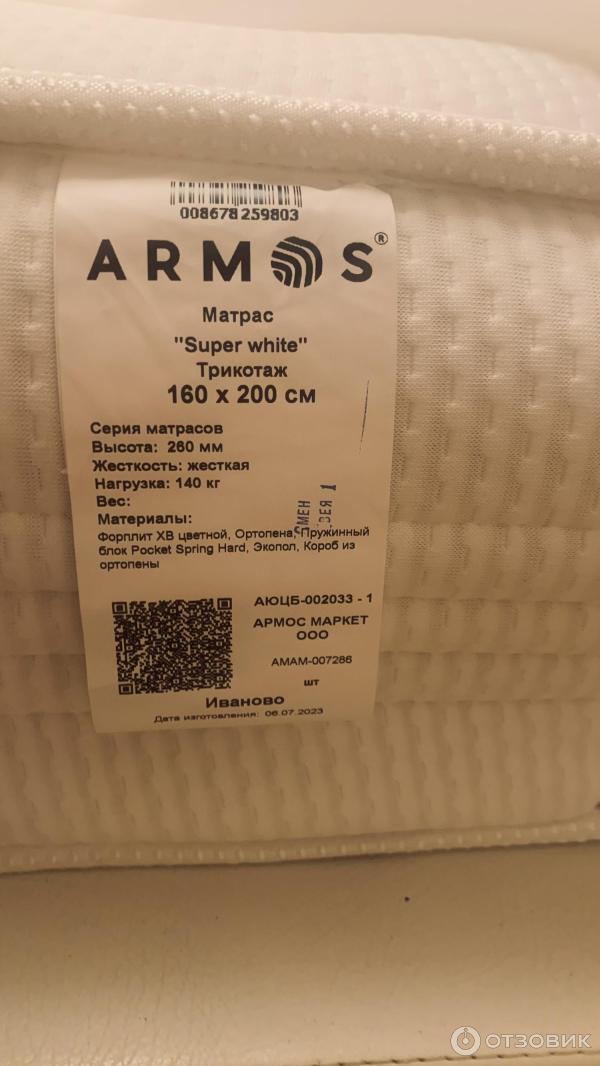 008678259803
ARMOS®
Матрас
"Super white"
Трикотаж
160 x 200 см
Серия матрасов
Высота: 260 мм
Жесткость: жесткая
Нагрузка: 140 кг
Вес:
Материалы:
Форплит ХВ цветной, Ортопена, Пружинный
блок Pocket Spring Hard, Экопол, Короб из
ортопены
АЮЦБ-002033 - 1
АРМОС МАРКЕТ
ООО
АМАМ-007286
шт
Иваново
Дата изготовления: 06.07.2023
ОТЗОВИК